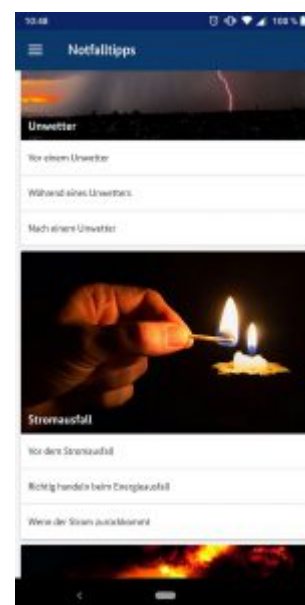 10:48
100 %
Notfalltipps
Unwetter
Vor einem Unwetter
Während eines Unwetters
Nach einem Unwetter
Stromausfall
Vor dem Stromausfall
Richtig handeln beim Energieausfall
Wenn der Strom zurückkommt